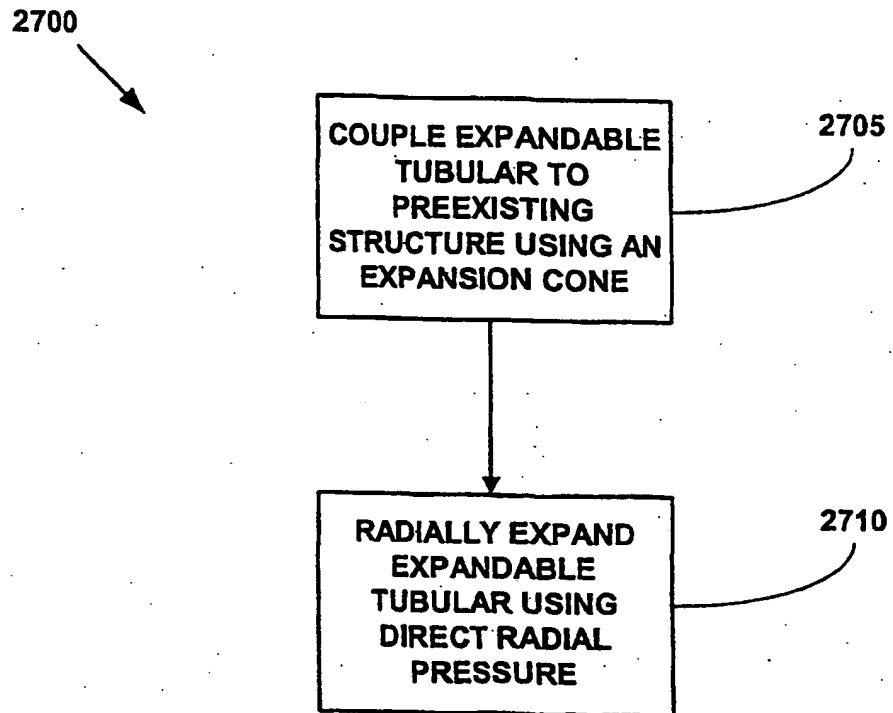 2700
COUPLE EXPANDABLE
TUBULAR TO
PREEXISTING
STRUCTURE USING AN
EXPANSION CONE
2705
RADIALLY EXPAND
EXPANDABLE
TUBULAR USING
DIRECT RADIAL
PRESSURE
2710